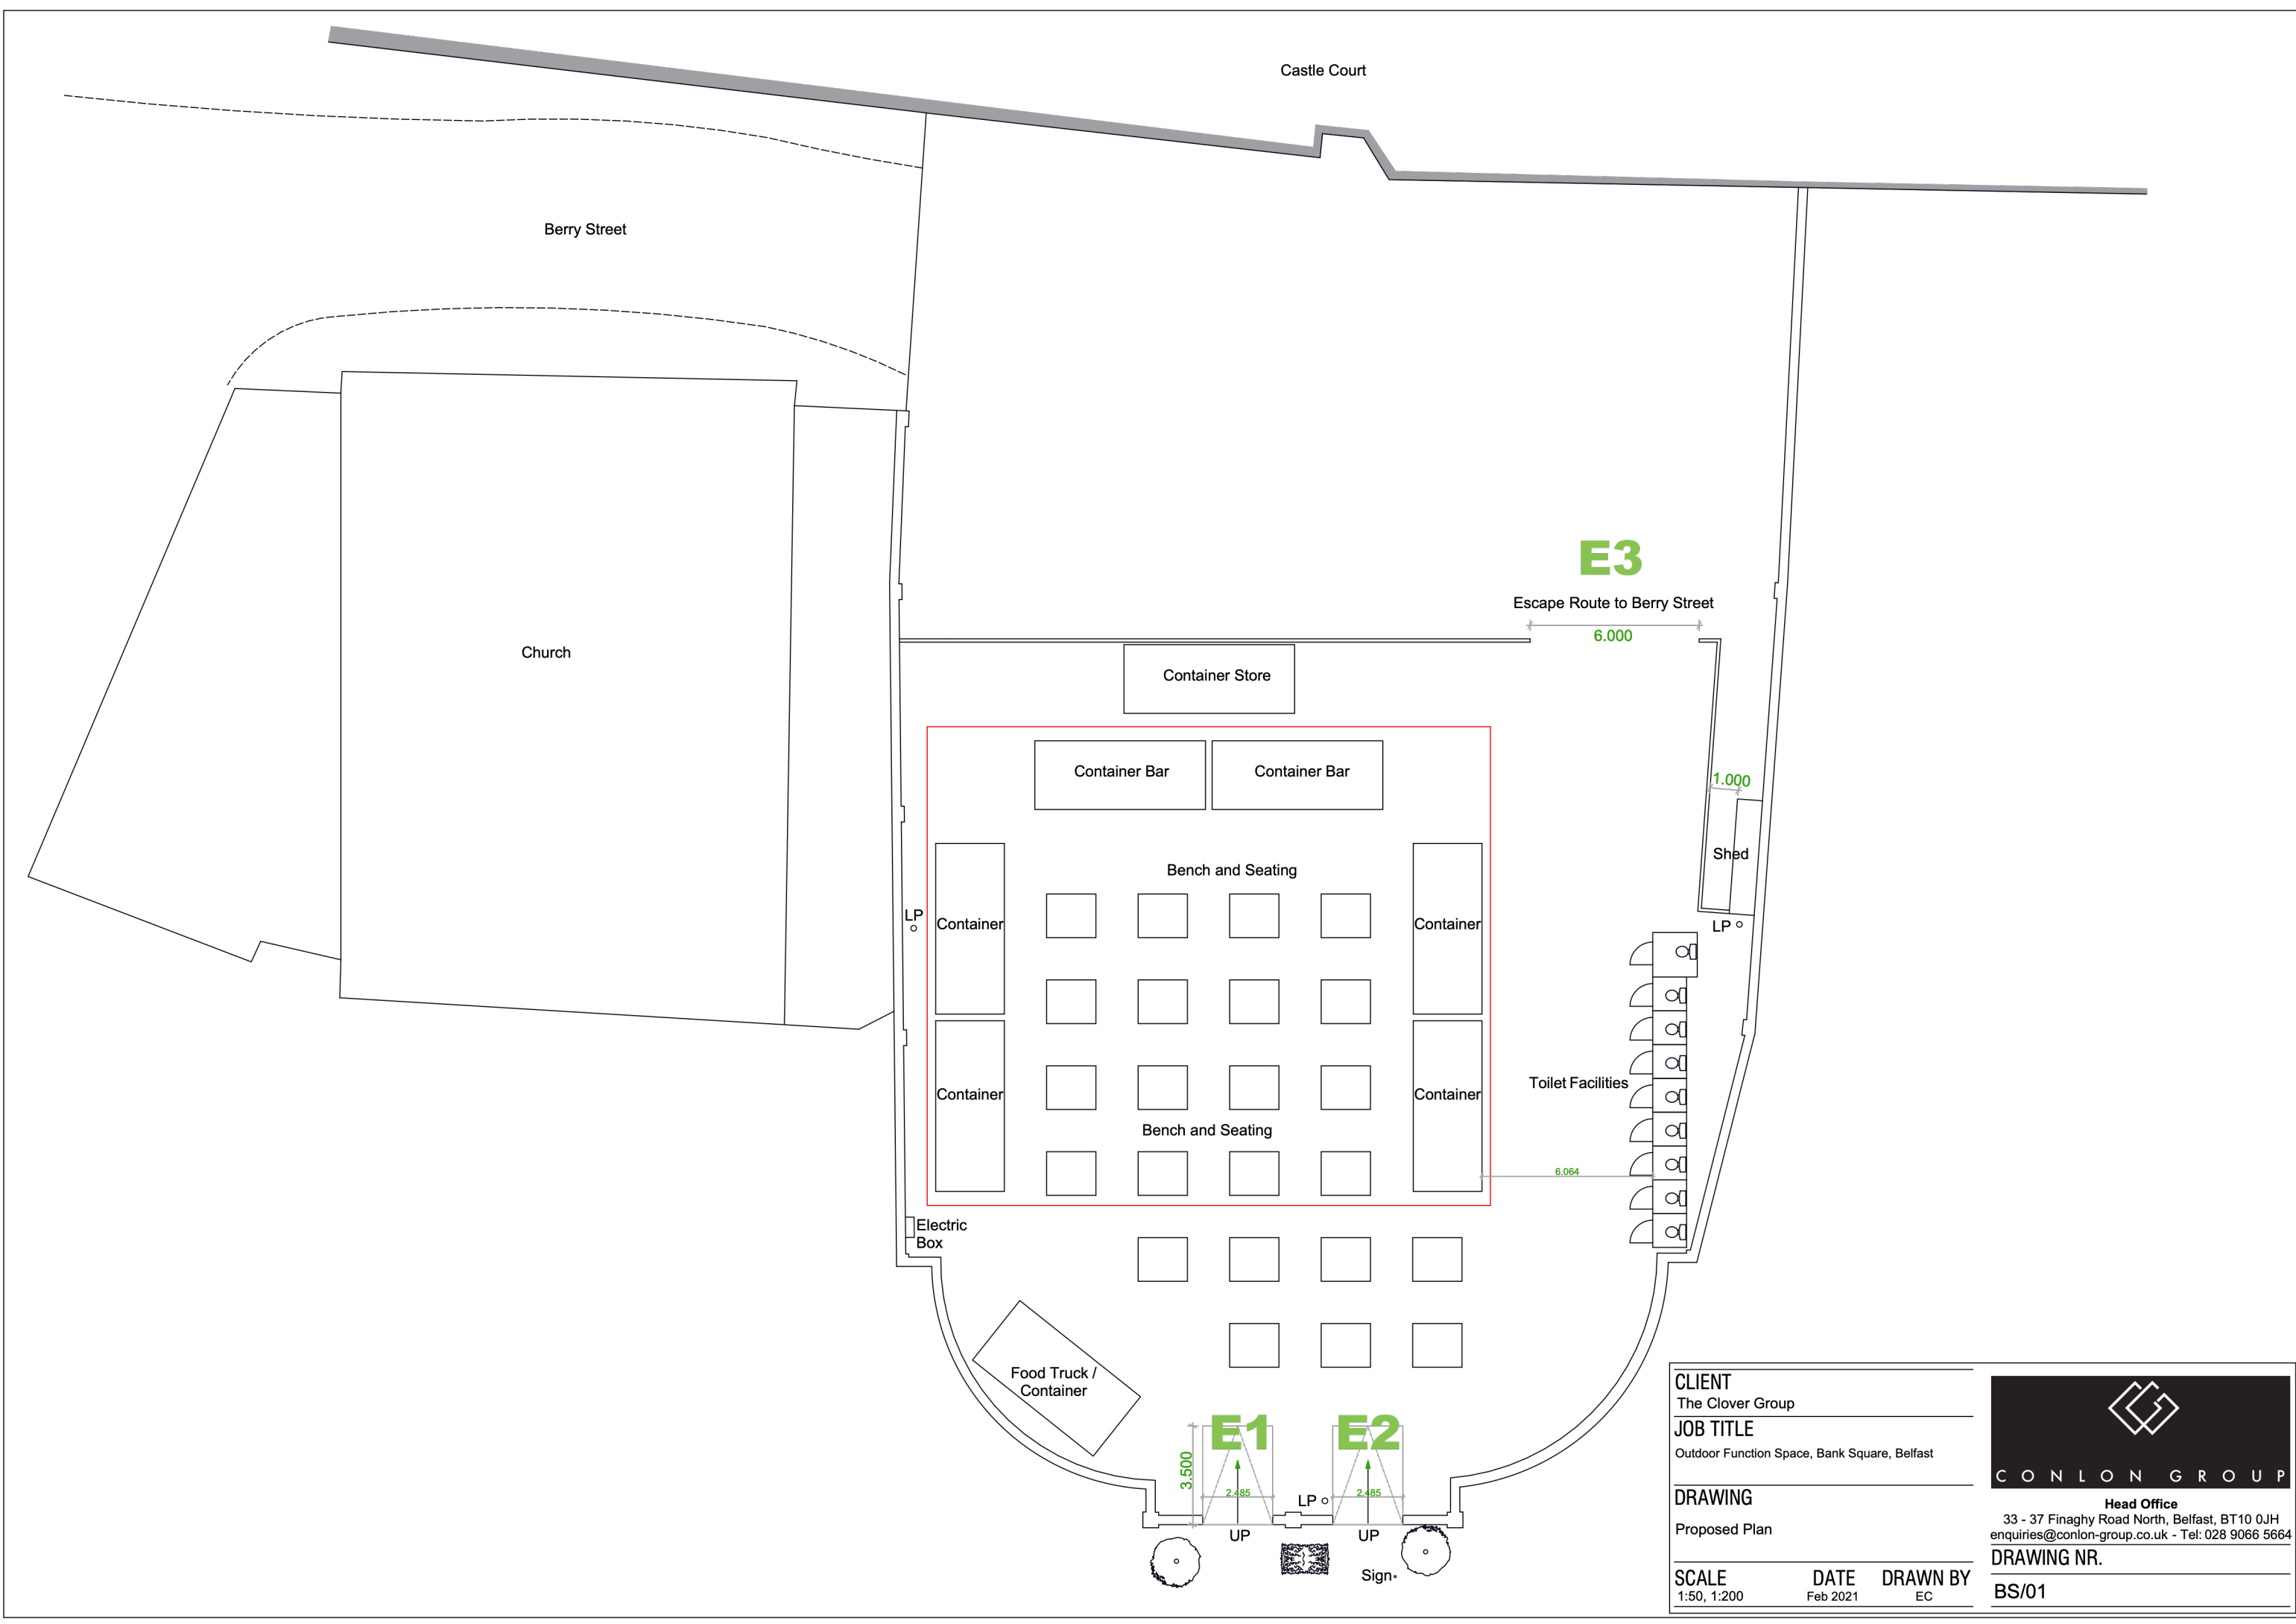 Castle Court
Berry Street
E3
Escape Route to Berry Street
6.000
Church
Container Store
Container Bar
Container Bar
1.000
Shed
Bench and Seating
LP
Container
Container
LP
Toilet Facilities
Container
Container
Bench and Seating
6.064
Electric
Box
Food Truck /
Container
E1
E2
3.500
2.485
2.485
LP
UP
UP
Sign
CLIENT
The Clover Group
JOB TITLE
Outdoor Function Space, Bank Square, Belfast
DRAWING
Proposed Plan
SCALE
1:50, 1:200
DATE
Feb 2021
DRAWN BY
EC
CONLON GROUP
Head Office
33 - 37 Finaghy Road North, Belfast, BT10 0JH
enquiries@conlon-group.co.uk - Tel: 028 9066 5664
DRAWING NR.
BS/01